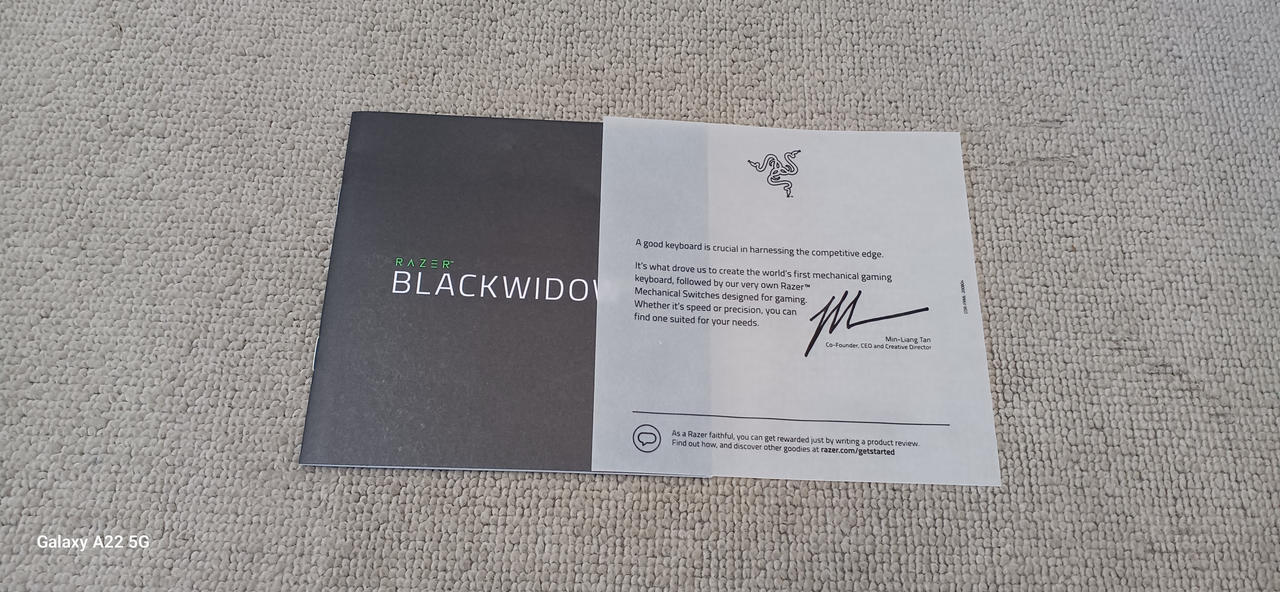 RAZER™
BLACKWIDOW
A good keyboard is crucial in harnessing the competitive edge.
It's what drove us to create the world's first mechanical gaming
keyboard, followed by our very own Razer™
Mechanical Switches designed for gaming.
Whether it's speed or precision, you can
find one suited for your needs.
Min-Liang Tan
Co-Founder, CEO and Creative Director
As a Razer faithful, you can get rewarded just by writing a product review.
Find out how, and discover other goodies at razer.com/getstarted
Galaxy A22 5G